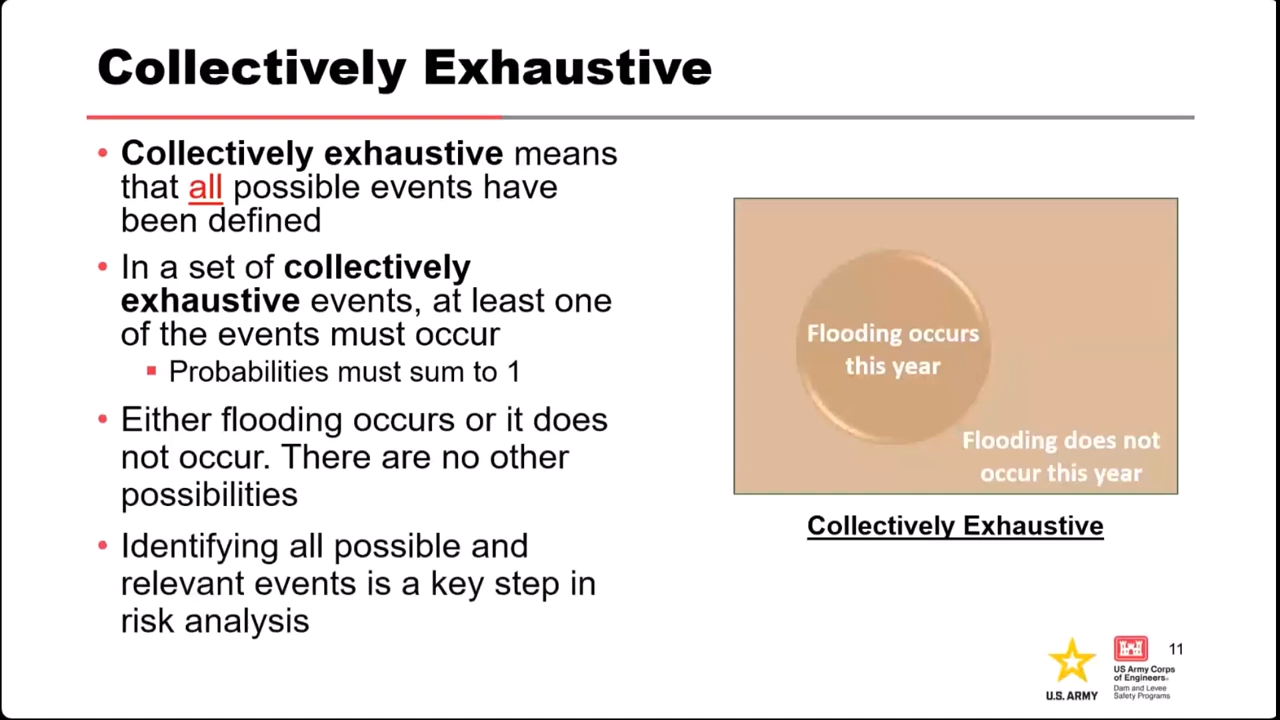 Collectively Exhaustive
• Collectively exhaustive means
that all possible events have
been defined
• In a set of collectively
exhaustive events, at least one
of the events must occur
▪ Probabilities must sum to 1
• Either flooding occurs or it does
not occur. There are no other
possibilities
• Identifying all possible and
relevant events is a key step in
risk analysis
Flooding occurs
this year
Flooding does not
occur this year
Collectively Exhaustive
U.S. ARMY
US Army Corps
of Engineers®
Dam and Levee
Safety Programs
11